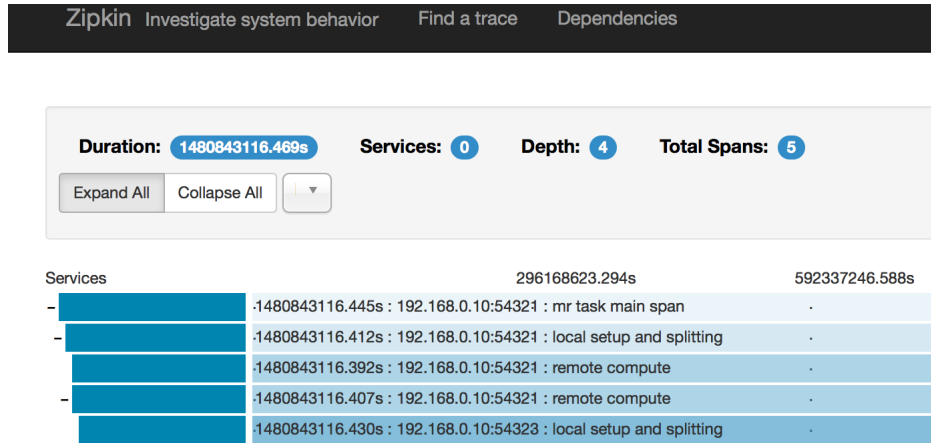 Zipkin Investigate system behavior Find a trace Dependencies
Duration: 1480843116.469s Services: 0 Depth: 4 Total Spans: 5
Expand All Collapse All
Services 296168623.294s 592337246.588s
- ·1480843116.445s : 192.168.0.10:54321 : mr task main span ·
- ·1480843116.412s : 192.168.0.10:54321 : local setup and splitting ·
·1480843116.392s : 192.168.0.10:54321 : remote compute ·
- ·1480843116.407s : 192.168.0.10:54321 : remote compute ·
·1480843116.430s : 192.168.0.10:54323 : local setup and splitting ·